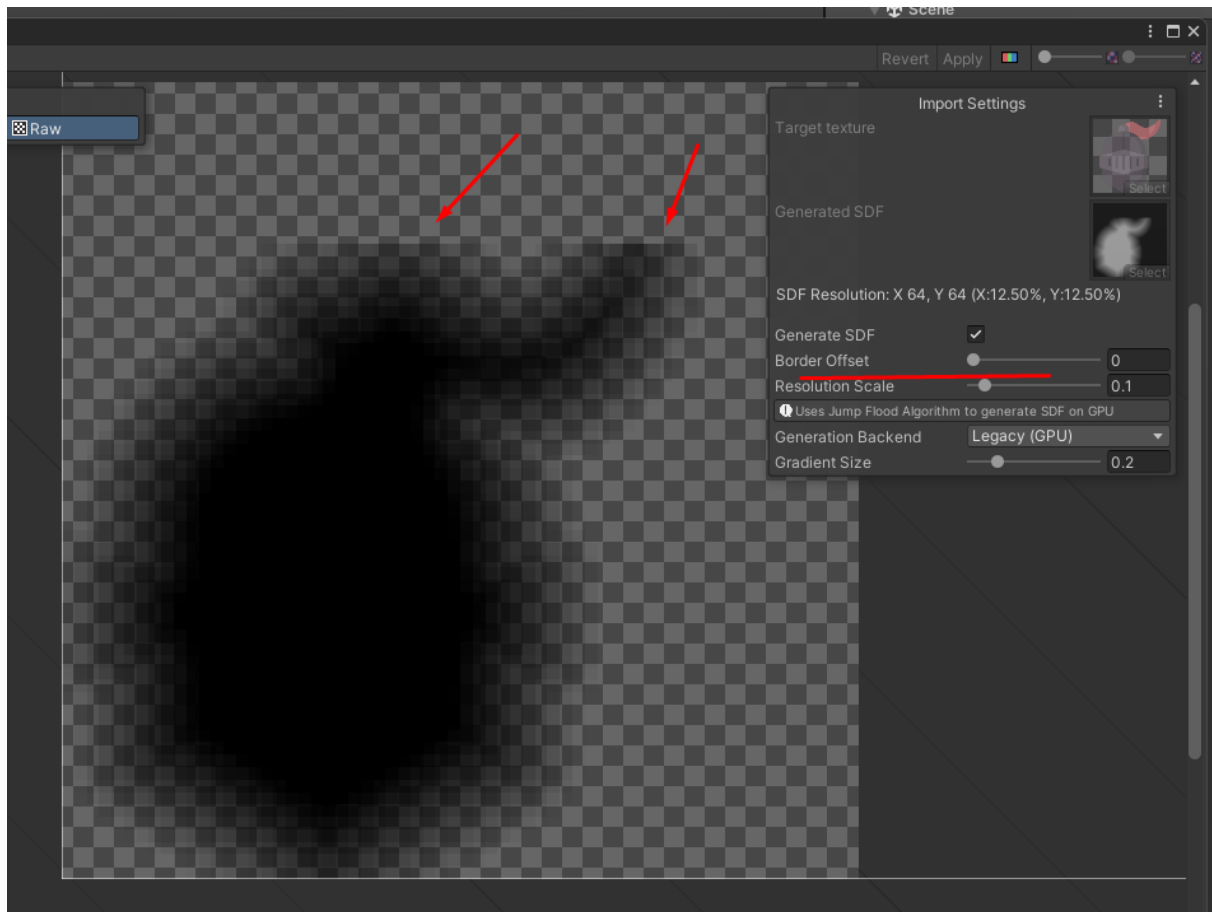 Scene
Revert Apply
Raw
Import Settings
Target texture
Select
Generated SDF
Select
SDF Resolution: X 64, Y 64 (X:12.50%, Y:12.50%)
Generate SDF
Border Offset 0
Resolution Scale 0.1
Uses Jump Flood Algorithm to generate SDF on GPU
Generation Backend Legacy (GPU)
Gradient Size 0.2